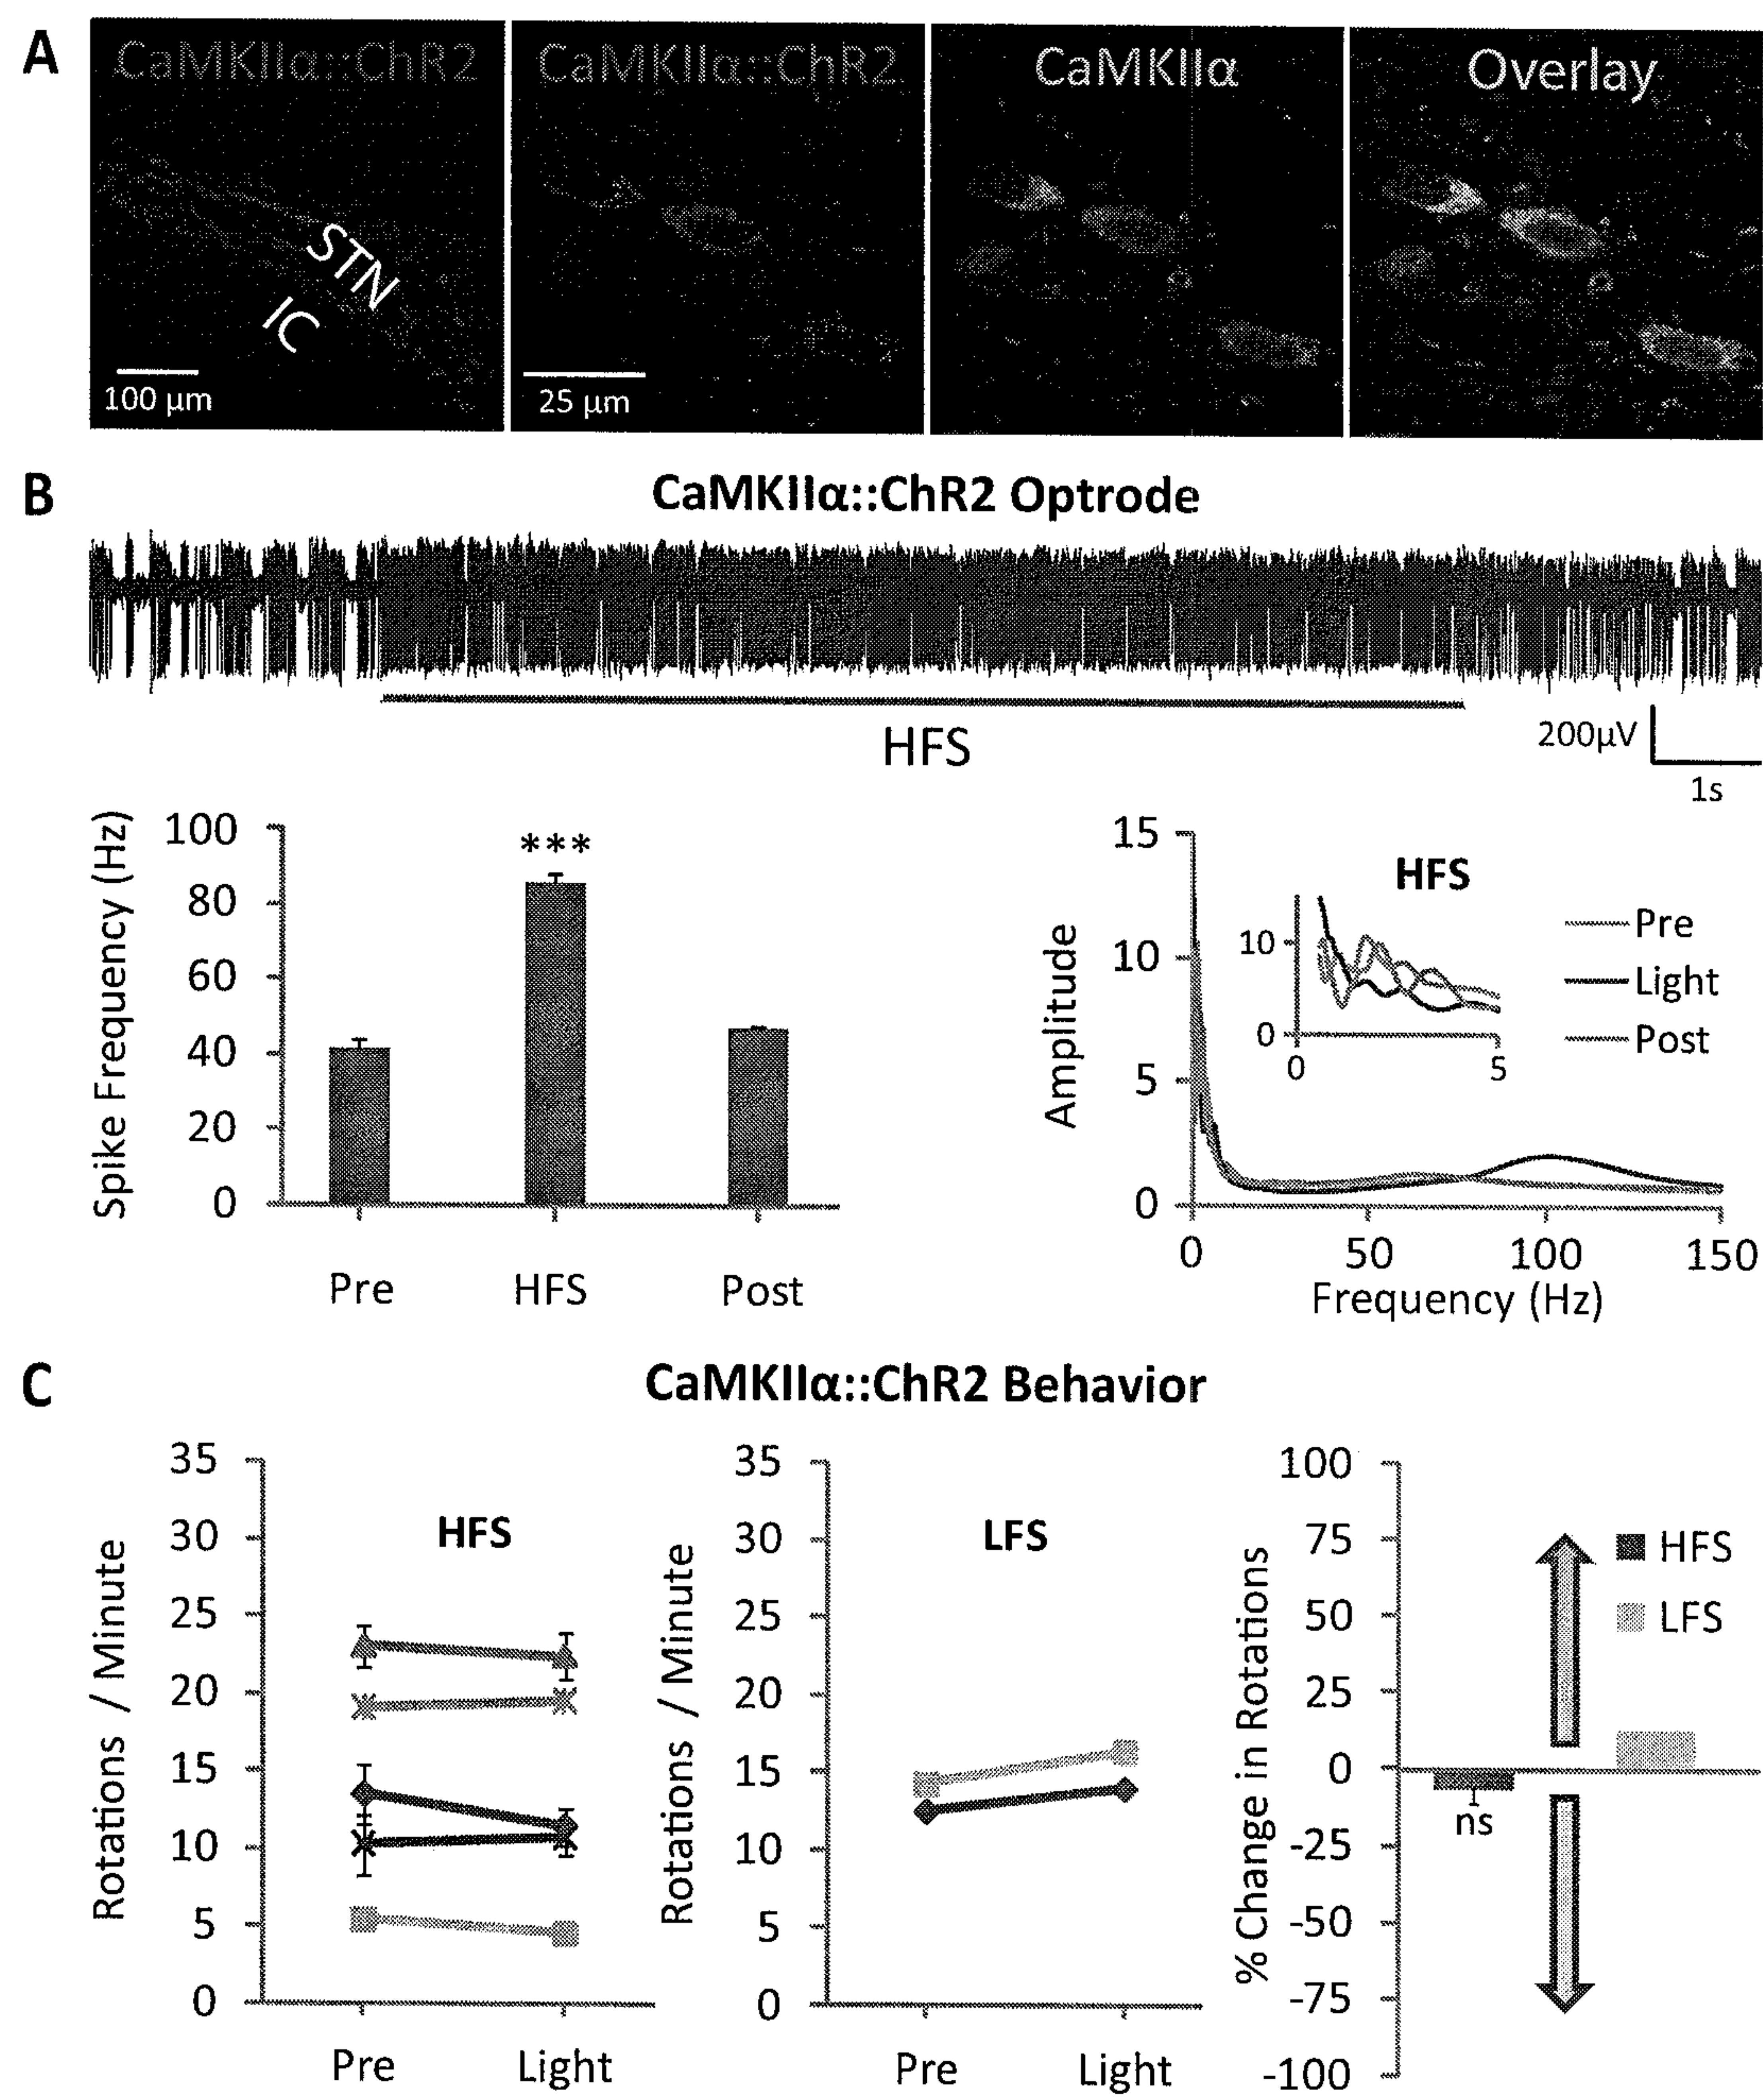 A
CaMKIIα::ChR2
CaMKIIα::ChR2
CaMKIIα
Overlay
STN
IC
100 µm
25 µm
B
CaMKIIα::ChR2 Optrode
HFS
200µV
1s
Spike Frequency (Hz)
100
80
60
40
20
0
***
Pre
HFS
Post
Amplitude
15
10
5
0
HFS
10
0
0
5
Pre
Light
Post
0
50
100
150
Frequency (Hz)
C
CaMKIIα::ChR2 Behavior
Rotations / Minute
35
30
25
20
15
10
5
0
HFS
Pre
Light
Rotations / Minute
35
30
25
20
15
10
5
0
LFS
Pre
Light
% Change in Rotations
100
75
50
25
0
-25
-50
-75
-100
ns
HFS
LFS